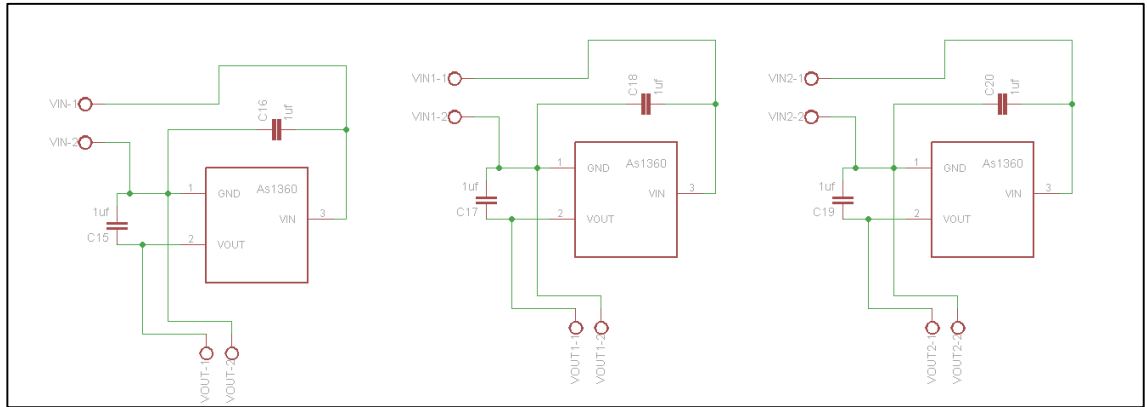 VIN-1
VIN-2
C16
1uf
As1360
1
GND
VIN
3
2
VOUT
1uf
C15
VOUT-1
VOUT-2
VIN1-1
VIN1-2
C18
1uf
As1360
1
GND
VIN
3
2
VOUT
1uf
C17
VOUT1-1
VOUT1-2
VIN2-1
VIN2-2
C20
1uf
As1360
1
GND
VIN
3
2
VOUT
1uf
C19
VOUT2-1
VOUT2-2